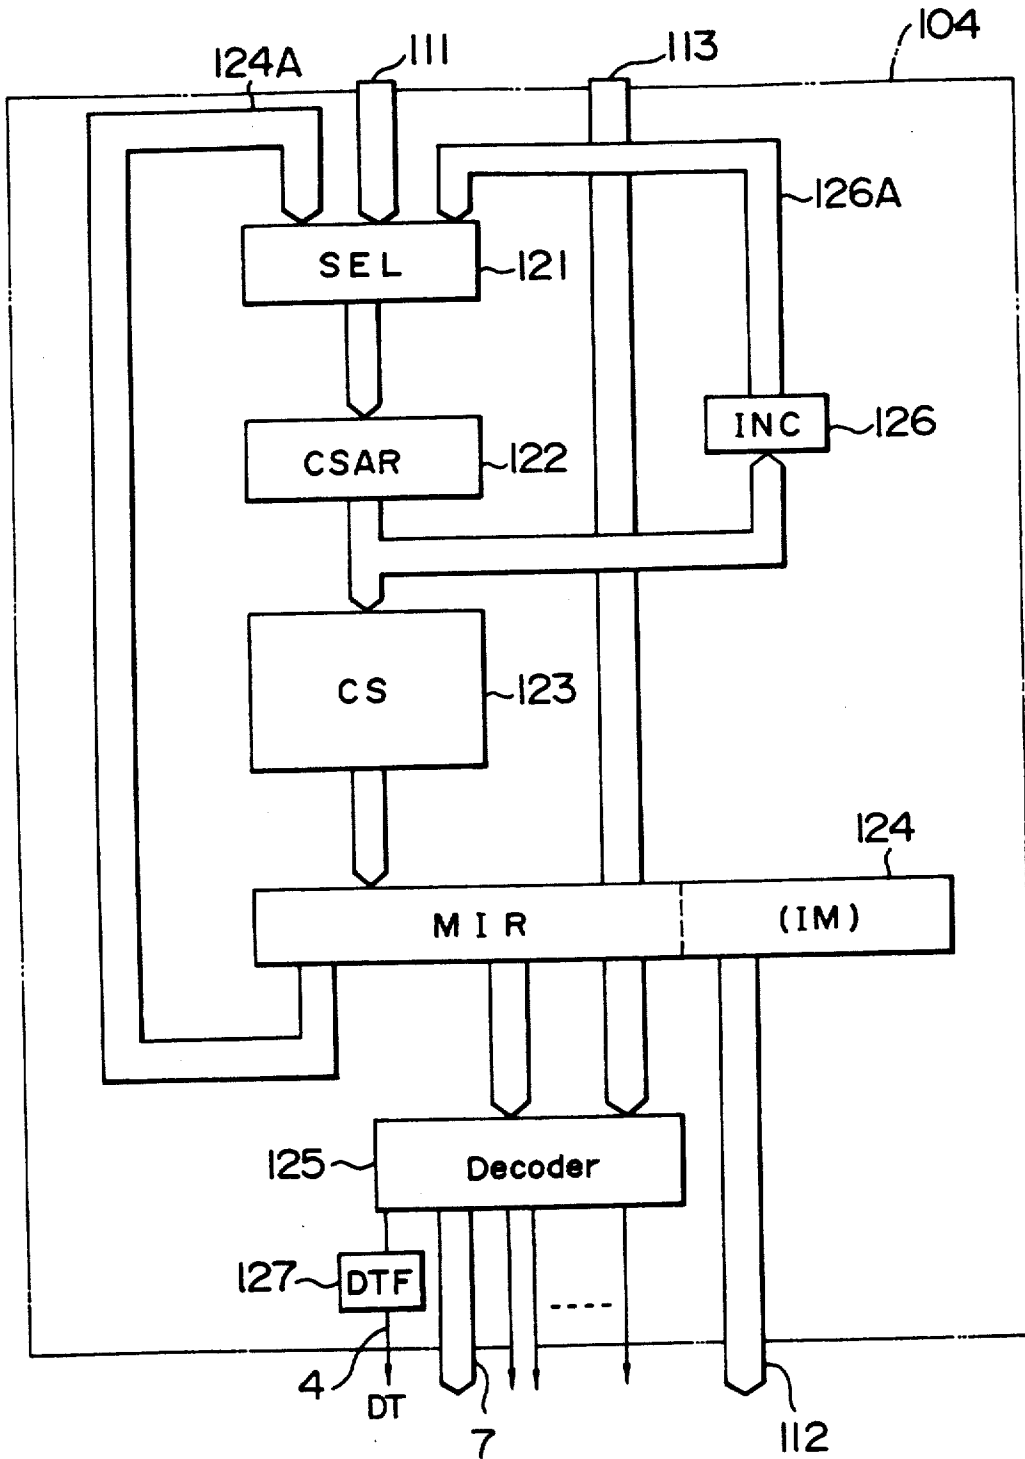 104
111
113
124A
126A
SEL
121
INC
126
CSAR
122
CS
123
124
MIR
(IM)
125
Decoder
127
DTF
4
DT
7
112